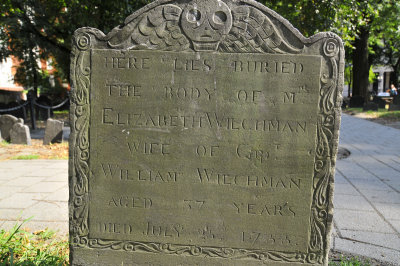 HERE LIES BURIED
THE BODY OF Mrs
ELIZABETH WIECHMAN
WIFE OF CAPT
WILLIAM WIECHMAN
AGED 37 YEARS
DIED JULY